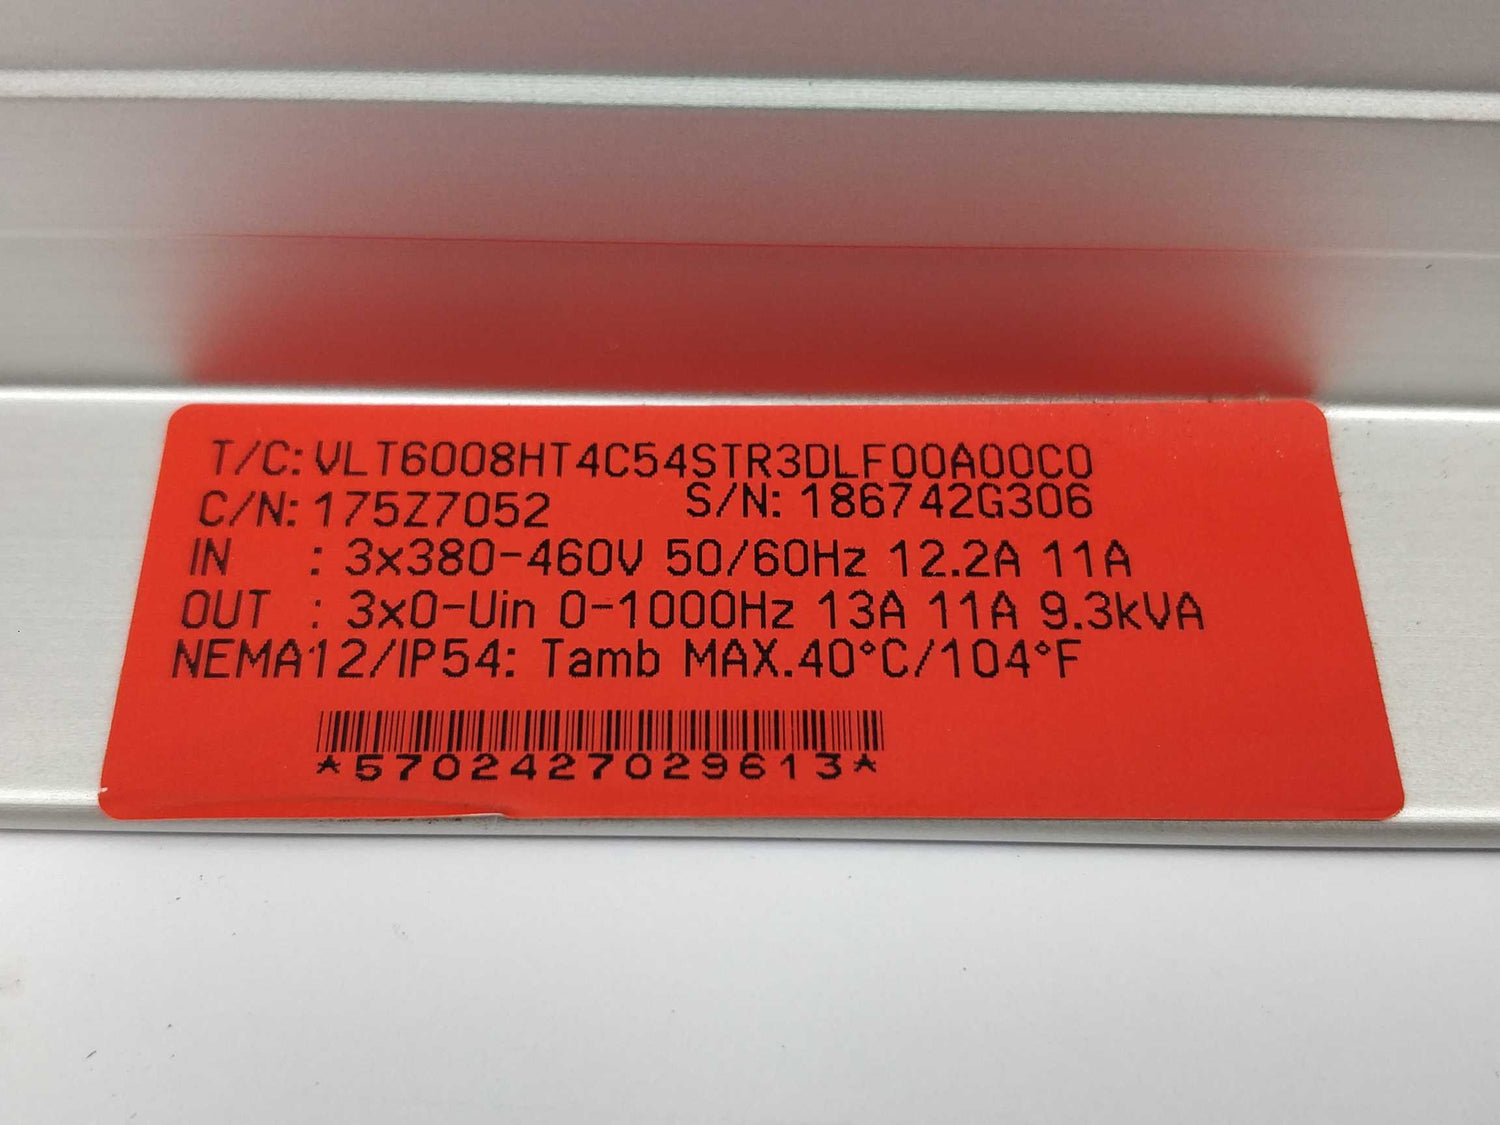 T/C: VLT6008HT4C54STR3DLF00A00C0
C/N: 175Z7052 S/N: 186742G306
IN : 3x380-460V 50/60Hz 12.2A 11A
OUT : 3x0-Uin 0-1000Hz 13A 11A 9.3kVA
NEMA12/IP54: Tamb MAX.40°C/104°F
*5702427029613*